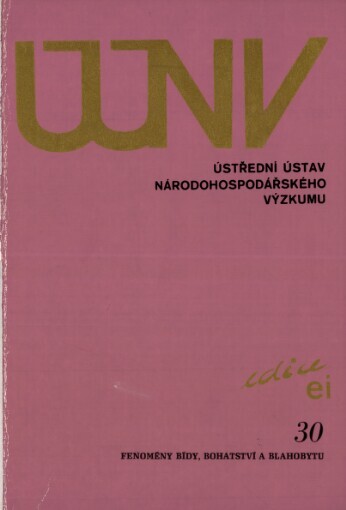 ÚÚNV
ÚSTŘEDNÍ ÚSTAV
NÁRODOHOSPODÁŘSKÉHO
VÝZKUMU
edice
ei
30
FENOMÉNY BÍDY, BOHATSTVÍ A BLAHOBYTU